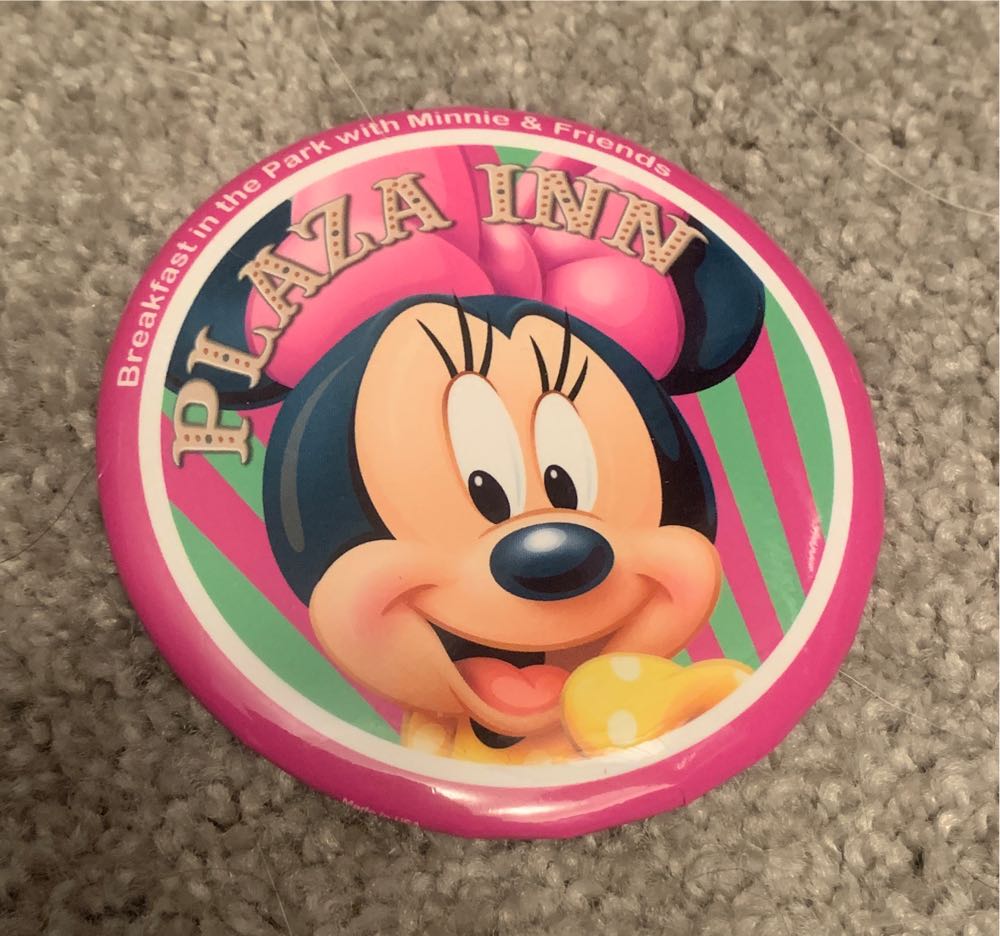 Breakfast in the Park with Minnie & Friends
PLAZA INN